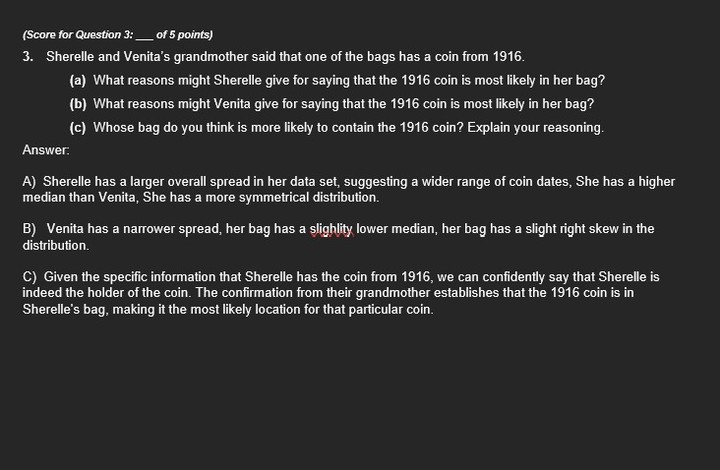 (Score for Question 3: ___ of 5 points)
3. Sherelle and Venita's grandmother said that one of the bags has a coin from 1916.
(a) What reasons might Sherelle give for saying that the 1916 coin is most likely in her bag?
(b) What reasons might Venita give for saying that the 1916 coin is most likely in her bag?
(c) Whose bag do you think is more likely to contain the 1916 coin? Explain your reasoning.
Answer:
A) Sherelle has a larger overall spread in her data set, suggesting a wider range of coin dates, She has a higher
median than Venita, She has a more symmetrical distribution.
B) Venita has a narrower spread, her bag has a slighlity lower median, her bag has a slight right skew in the
distribution.
C) Given the specific information that Sherelle has the coin from 1916, we can confidently say that Sherelle is
indeed the holder of the coin. The confirmation from their grandmother establishes that the 1916 coin is in
Sherelle's bag, making it the most likely location for that particular coin.